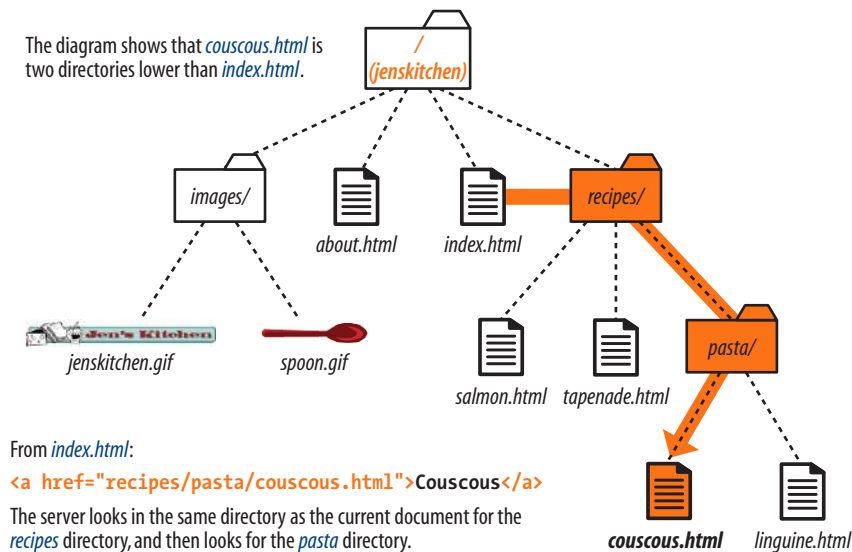 The diagram shows that couscous.html is
two directories lower than index.html.
/
(jenskitchen)
images/
about.html
index.html
recipes/
Jen's Kitchen
jenskitchen.gif
spoon.gif
salmon.html
tapenade.html
pasta/
couscous.html
linguine.html
From index.html:
<a href="recipes/pasta/couscous.html">Couscous</a>
The server looks in the same directory as the current document for the
recipes directory, and then looks for the pasta directory.